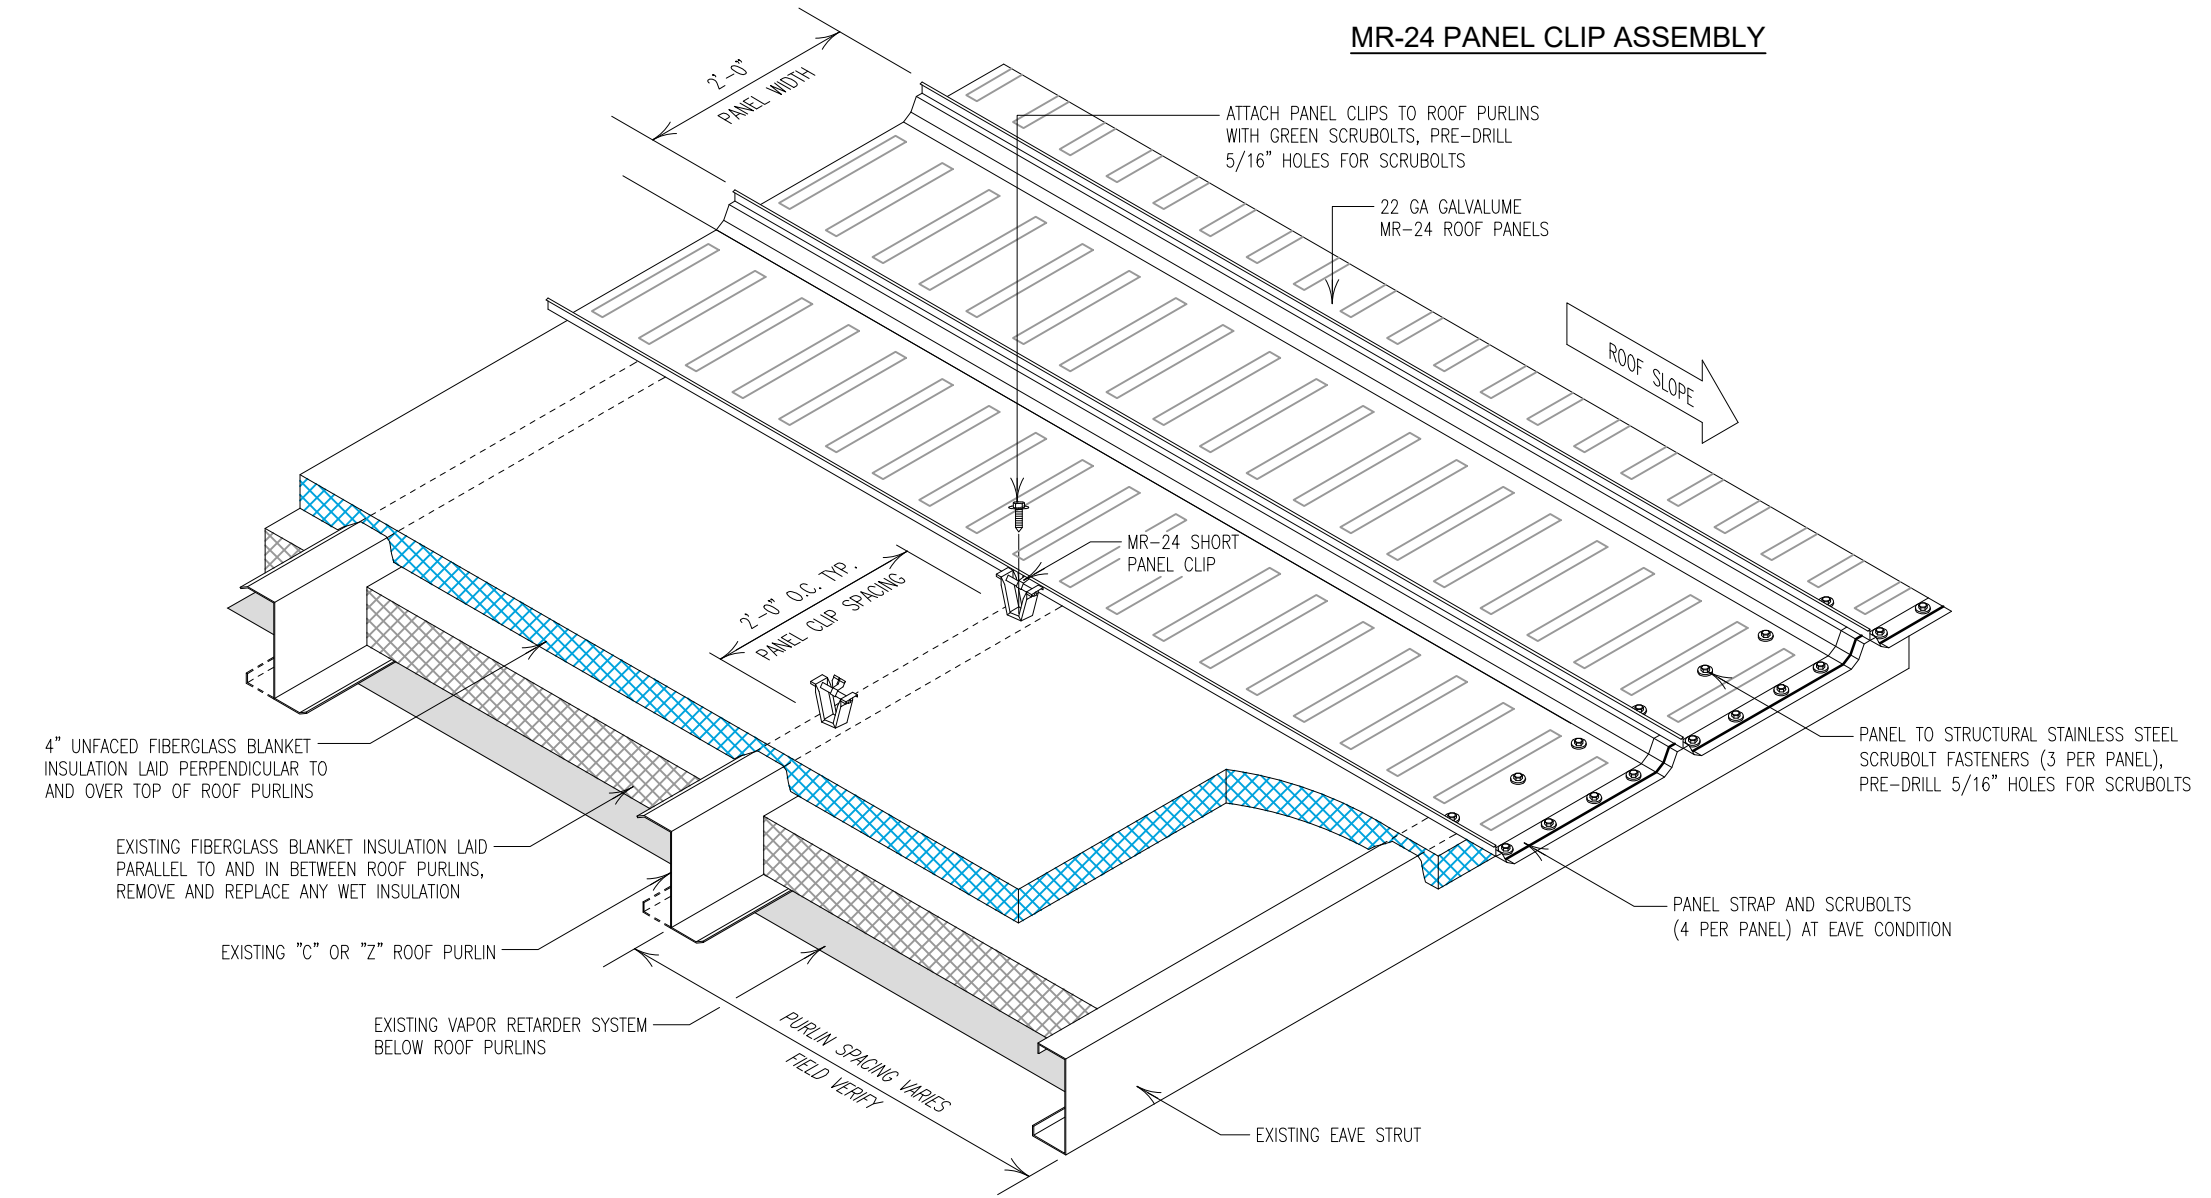 MR-24 PANEL CLIP ASSEMBLY
2'-0"
PANEL WIDTH
ATTACH PANEL CLIPS TO ROOF PURLINS
WITH GREEN SCRUBOLTS, PRE-DRILL
5/16" HOLES FOR SCRUBOLTS
22 GA GALVALUME
MR-24 ROOF PANELS
ROOF SLOPE
MR-24 SHORT
PANEL CLIP
2'-0" O.C. TYP.
PANEL CLIP SPACING
4" UNFACED FIBERGLASS BLANKET
INSULATION LAID PERPENDICULAR TO
AND OVER TOP OF ROOF PURLINS
PANEL TO STRUCTURAL STAINLESS STEEL
SCRUBOLT FASTENERS (3 PER PANEL),
PRE-DRILL 5/16" HOLES FOR SCRUBOLTS
EXISTING FIBERGLASS BLANKET INSULATION LAID
PARALLEL TO AND IN BETWEEN ROOF PURLINS,
REMOVE AND REPLACE ANY WET INSULATION
PANEL STRAP AND SCRUBOLTS
(4 PER PANEL) AT EAVE CONDITION
EXISTING "C" OR "Z" ROOF PURLIN
EXISTING VAPOR RETARDER SYSTEM
BELOW ROOF PURLINS
PURLIN SPACING VARIES
FIELD VERIFY
EXISTING EAVE STRUT